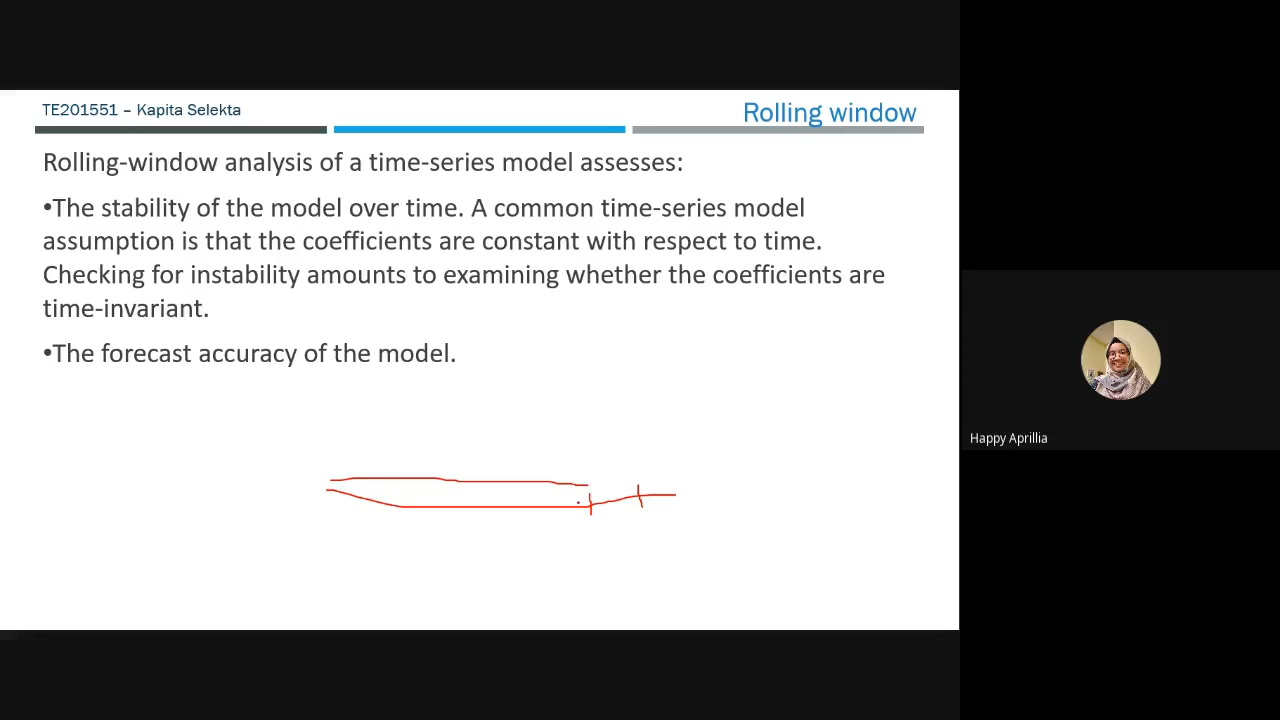 TE201551 – Kapita Selekta
Rolling window
Rolling-window analysis of a time-series model assesses:
•The stability of the model over time. A common time-series model
assumption is that the coefficients are constant with respect to time.
Checking for instability amounts to examining whether the coefficients are
time-invariant.
•The forecast accuracy of the model.
Happy Aprillia